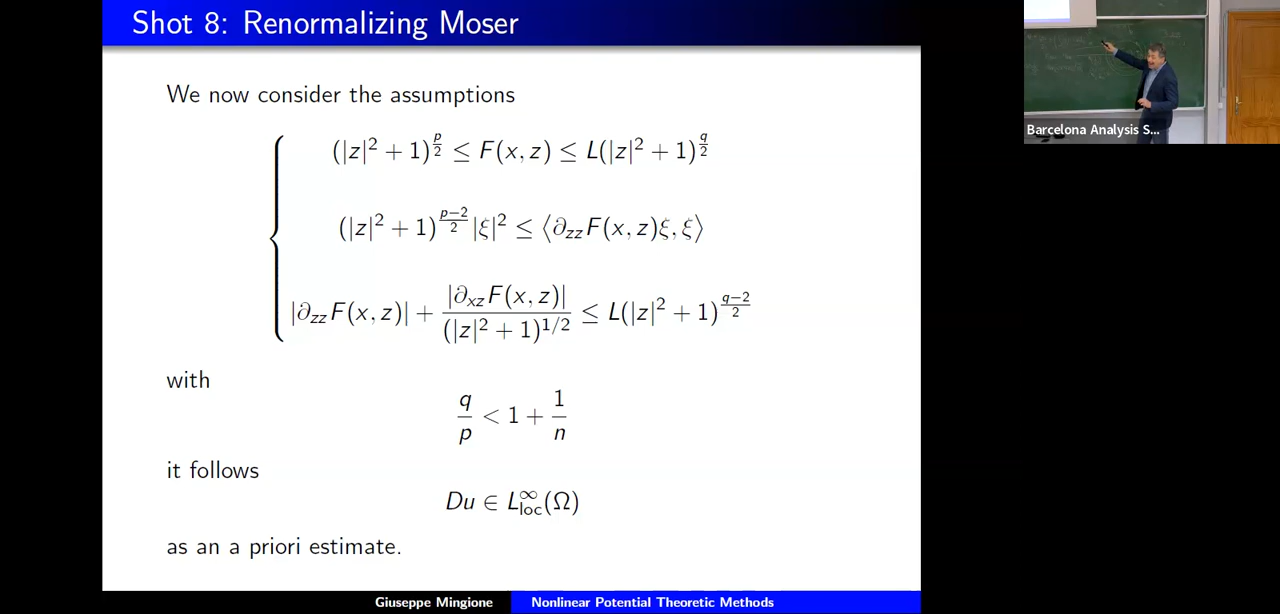 Shot 8: Renormalizing Moser
We now consider the assumptions
(|z|² + 1)^{p/2} ≤ F(x, z) ≤ L(|z|² + 1)^{q/2}
(|z|² + 1)^{(p−2)/2} |ξ|² ≤ ⟨∂_{zz}F(x, z)ξ, ξ⟩
|∂_{zz}F(x, z)| + |∂_{xz}F(x, z)| / (|z|² + 1)^{1/2} ≤ L(|z|² + 1)^{(q−2)/2}
with
q/p < 1 + 1/n
it follows
Du ∈ L^∞_{loc}(Ω)
as an a priori estimate.
Giuseppe Mingione Nonlinear Potential Theoretic Methods
Barcelona Analysis S...